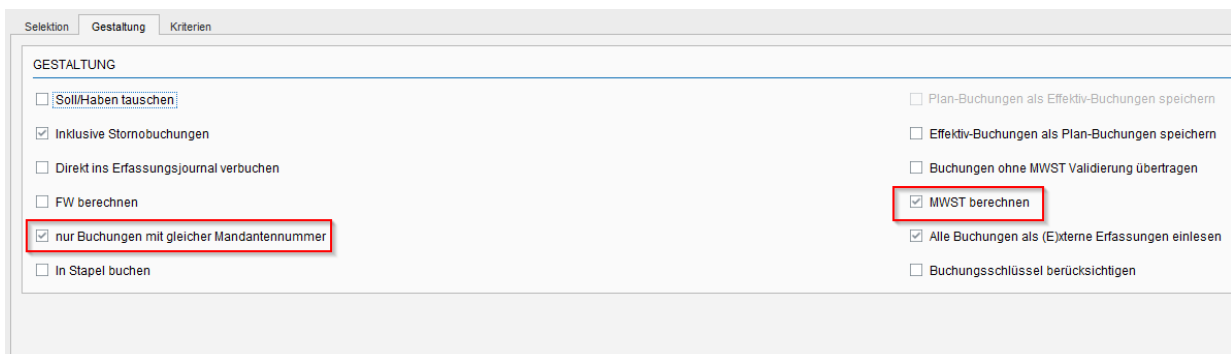 Selektion Gestaltung Kriterien
GESTALTUNG
Soll/Haben tauschen
Plan-Buchungen als Effektiv-Buchungen speichern
Inklusive Stornobuchungen
Effektiv-Buchungen als Plan-Buchungen speichern
Direkt ins Erfassungsjournal verbuchen
Buchungen ohne MWST Validierung übertragen
FW berechnen
MWST berechnen
nur Buchungen mit gleicher Mandantennummer
Alle Buchungen als (E)xterne Erfassungen einlesen
In Stapel buchen
Buchungsschlüssel berücksichtigen